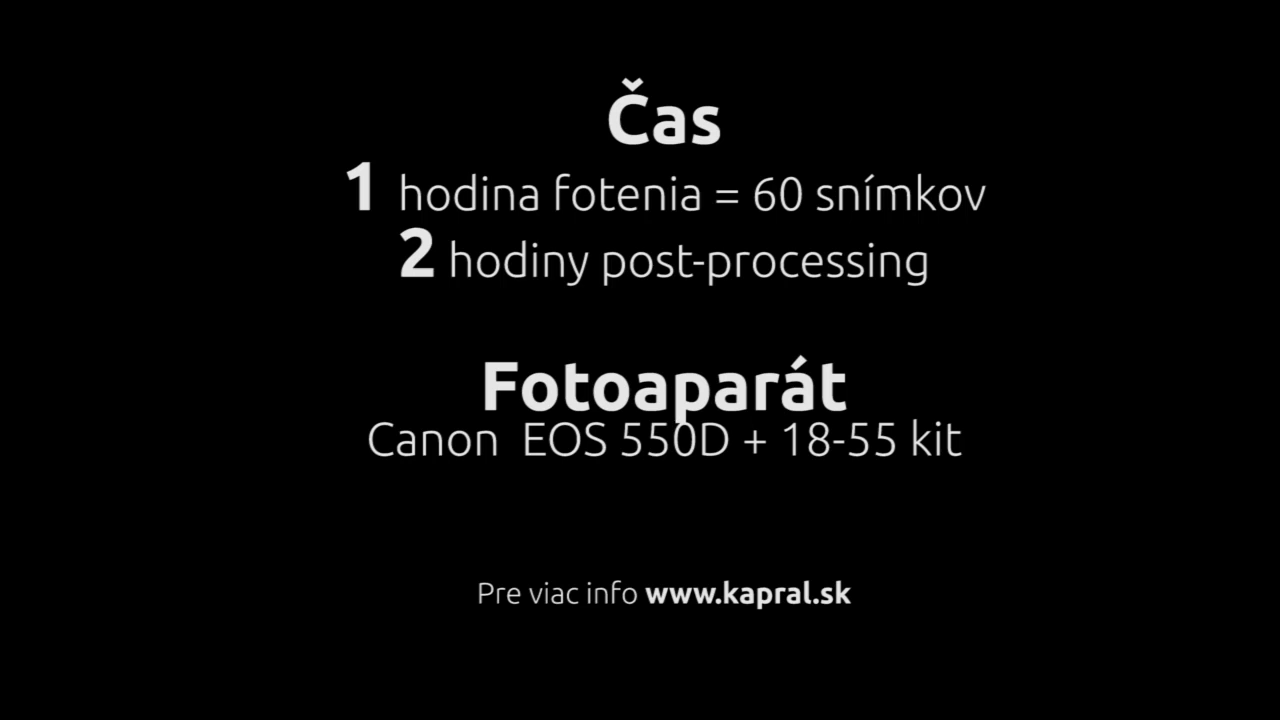 Čas
1 hodina fotenia = 60 snímkov
2 hodiny post-processing
Fotoaparát
Canon EOS 550D + 18-55 kit
Pre viac info www.kapral.sk